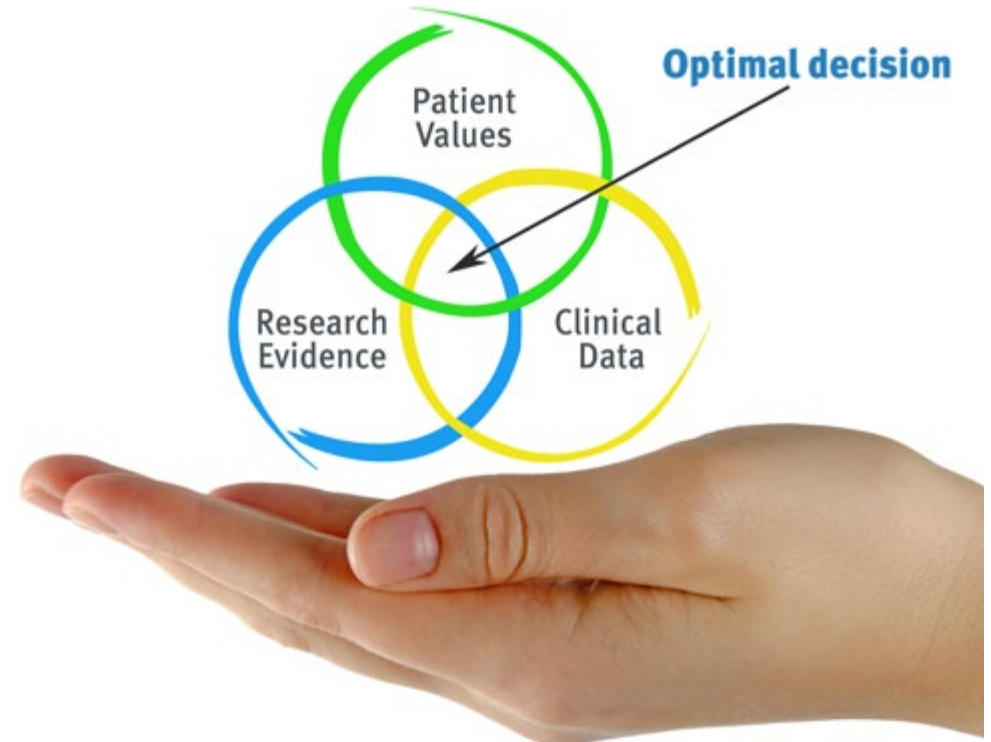 Optimal decision
Patient
Values
Research
Evidence
Clinical
Data